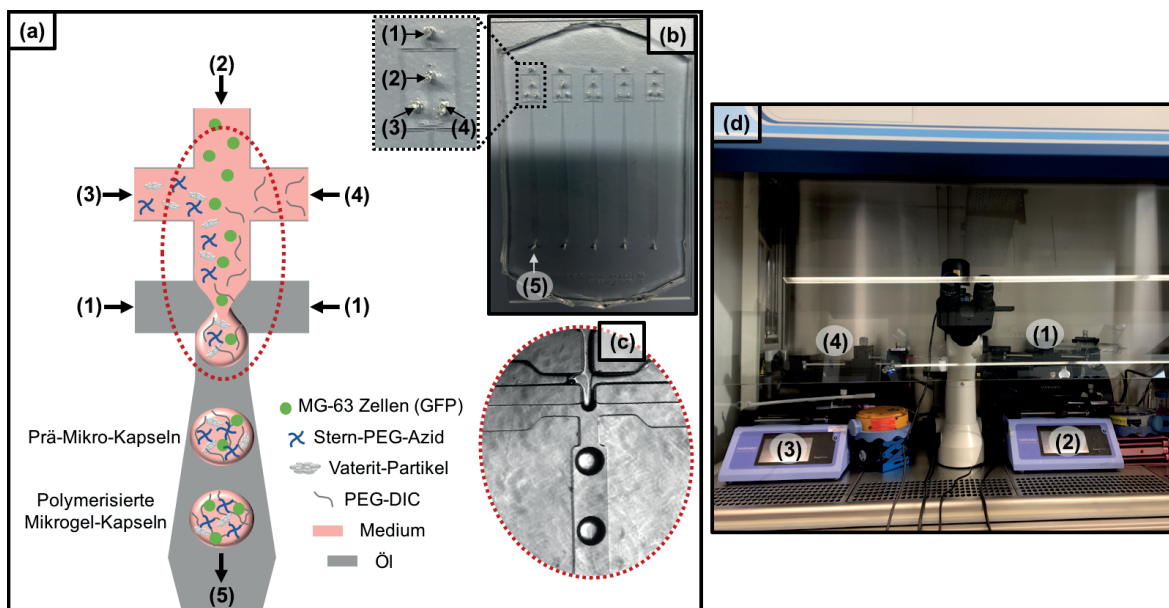 (a)
(2)
(3)
(4)
(1)
(1)
Prä-Mikro-Kapseln
Polymerisierte
Mikrogel-Kapseln
(5)
MG-63 Zellen (GFP)
Stern-PEG-Azid
Vaterit-Partikel
PEG-DIC
Medium
Öl
(1)
(2)
(3)
(4)
(b)
(5)
(c)
(d)
(4)
(1)
(3)
(2)